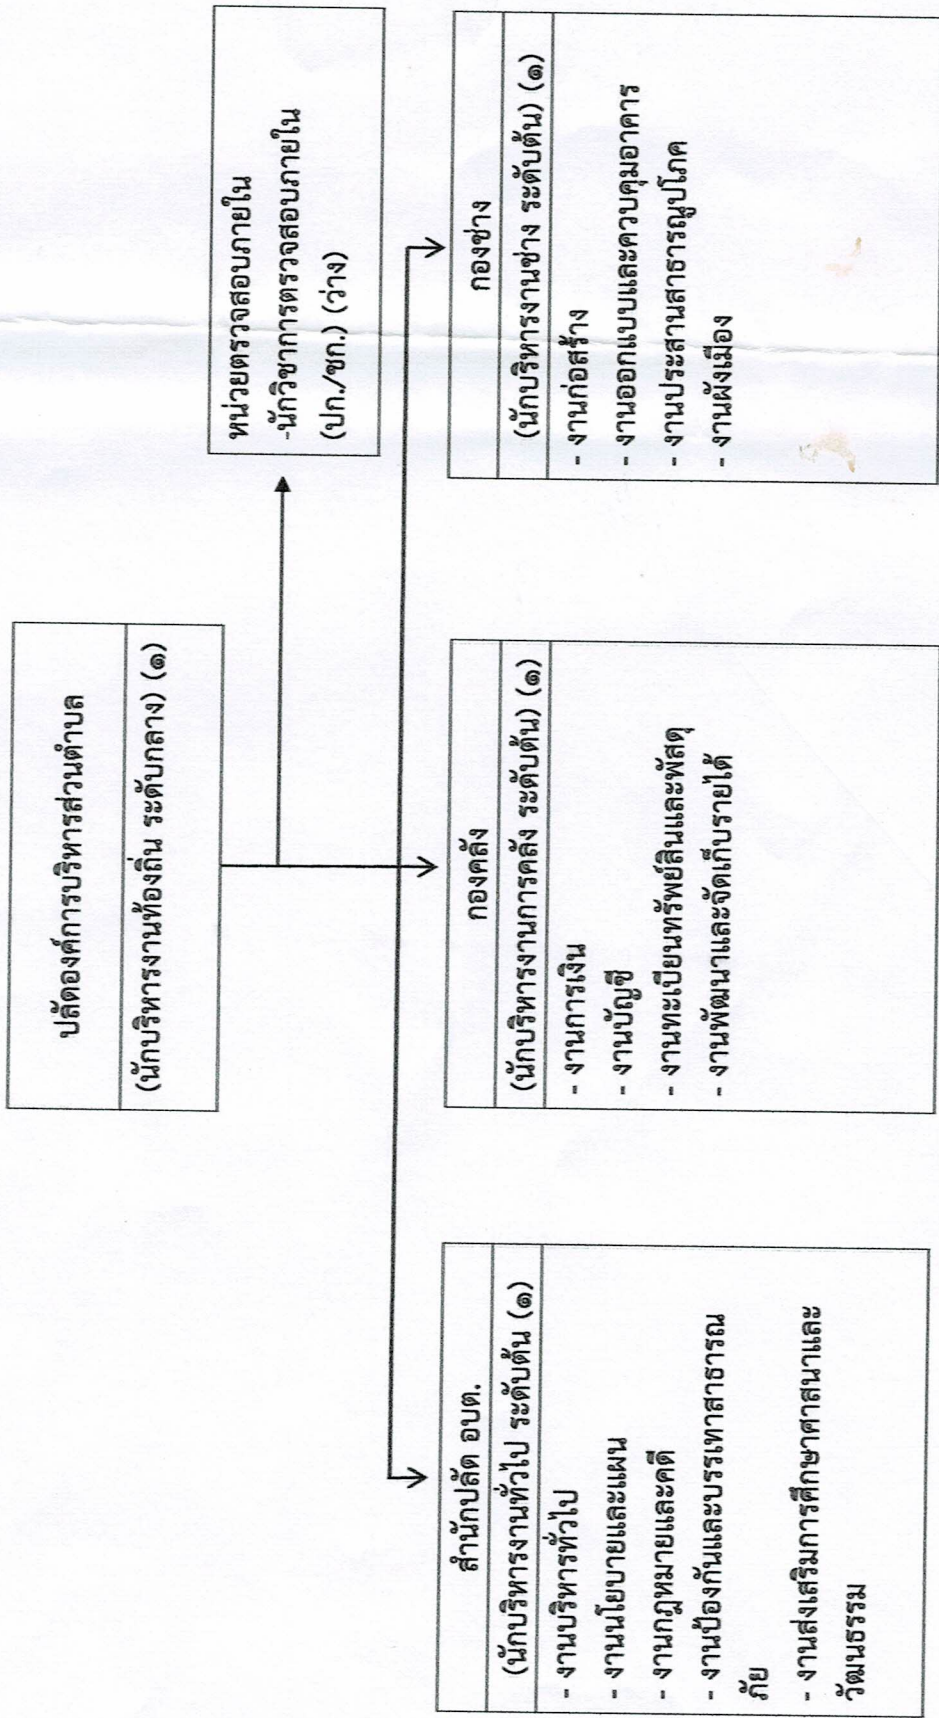 ปลัดองค์การบริหารส่วนตำบล
(นักบริหารงานท้องถิ่น ระดับกลาง) (๑)
หน่วยตรวจสอบภายใน
-นักวิชาการตรวจสอบภายใน
(ปก./ชก.) (ว่าง)
สำนักปลัด อบต.
(นักบริหารงานทั่วไป ระดับต้น (๑)
- งานบริหารทั่วไป
- งานนโยบายและแผน
- งานกฎหมายและคดี
- งานป้องกันและบรรเทาสาธารณ
ภัย
- งานส่งเสริมการศึกษาศาสนาและ
วัฒนธรรม
กองคลัง
(นักบริหารงานการคลัง ระดับต้น) (๑)
- งานการเงิน
- งานบัญชี
- งานทะเบียนทรัพย์สินและพัสดุ
- งานพัฒนาและจัดเก็บรายได้
กองช่าง
(นักบริหารงานช่าง ระดับต้น) (๑)
- งานก่อสร้าง
- งานออกแบบและควบคุมอาคาร
- งานประสานสาธารณูปโภค
- งานผังเมือง